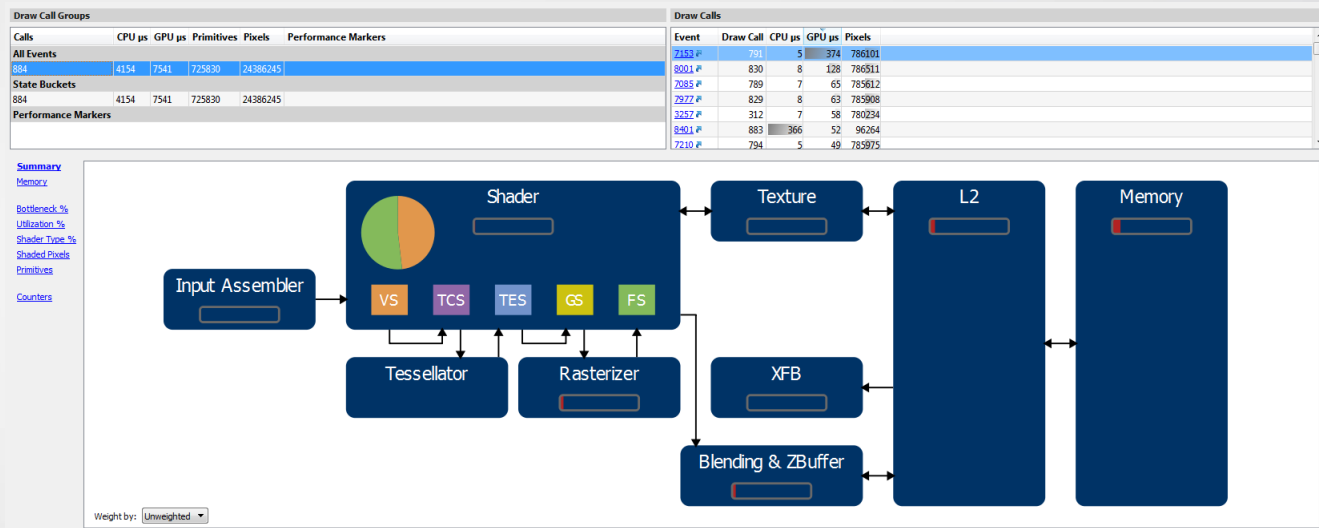 Draw Call Groups
Calls CPU µs GPU µs Primitives Pixels Performance Markers
All Events
884 4154 7541 725830 24386245
State Buckets
884 4154 7541 725830 24386245
Performance Markers
Draw Calls
Event Draw Call CPU µs GPU µs Pixels
7153 791 5 374 786101
8001 830 8 128 786511
7085 789 7 65 785612
7977 829 8 63 785908
3257 312 7 58 780234
8401 883 366 52 96264
7210 794 5 49 785975
Summary
Memory
Bottleneck %
Utilization %
Shader Type %
Shaded Pixels
Primitives
Counters
Input Assembler
Shader
VS TCS TES GS FS
Tessellator
Rasterizer
Texture
XFB
Blending & ZBuffer
L2
Memory
Weight by: Unweighted